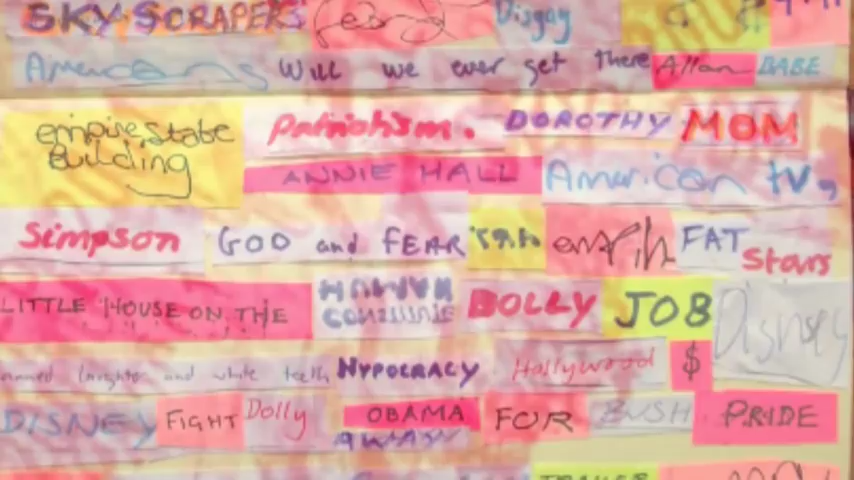 SKY SCRAPERS
Americans Will we ever get there Allan BABE
empire state building Patriotism. DOROTHY MOM
ANNIE HALL American tv,
Simpson GOD and FEAR FAT Stars
LITTLE HOUSE ON THE DOLLY JOB Disney
and white teeth HYPOCRACY Hollywood $
DISNEY FIGHT Dolly OBAMA FOR BUSH PRIDE